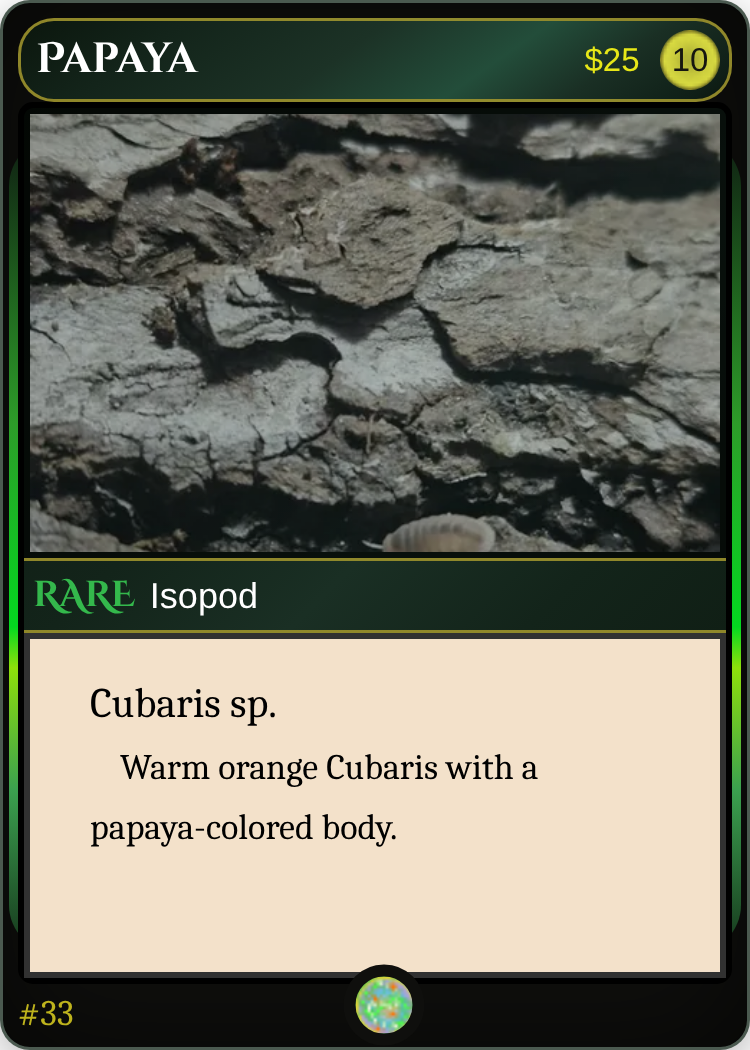 PAPAYA
$25
10
RARE Isopod
Cubaris sp.
Warm orange Cubaris with a
papaya-colored body.
#33